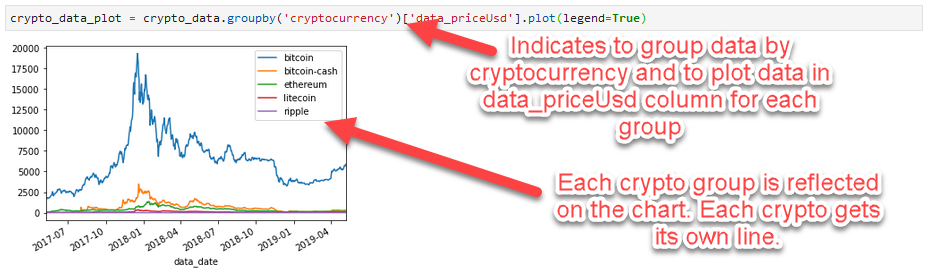 crypto_data_plot = crypto_data.groupby('cryptocurrency')['data_priceUsd'].plot(legend=True)
Indicates to group data by
cryptocurrency and to plot data in
data_priceUsd column for each
group
Each crypto group is reflected
on the chart. Each crypto gets
its own line.
bitcoin
bitcoin-cash
ethereum
litecoin
ripple
20000
17500
15000
12500
10000
7500
5000
2500
0
2017-07
2017-10
2018-01
2018-04
2018-07
2018-10
2019-01
2019-04
data_date